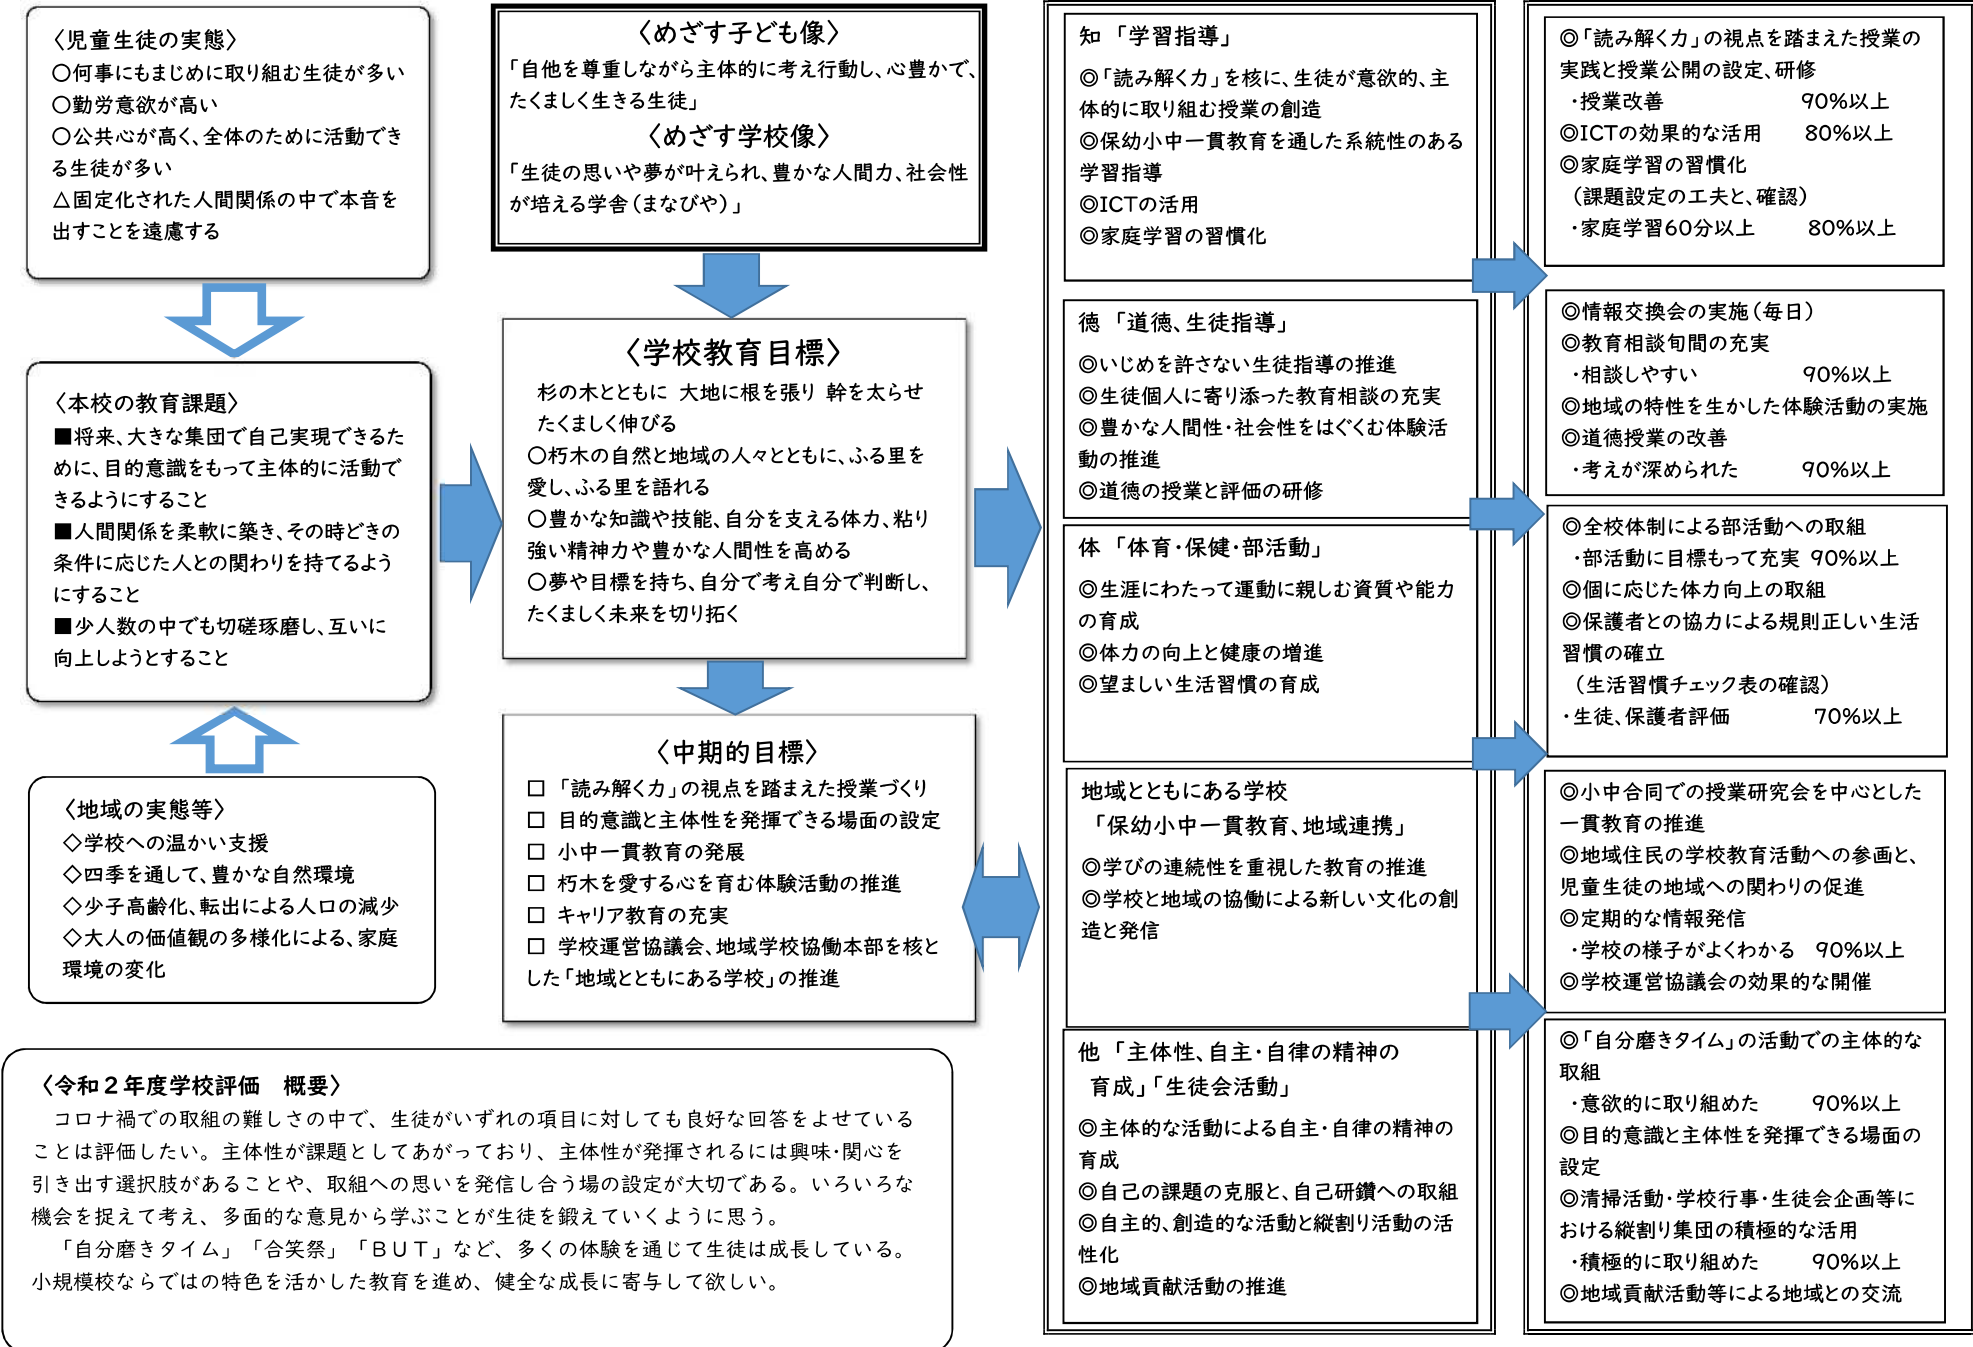 〈児童生徒の実態〉
〇何事にもまじめに取り組む生徒が多い
〇勤労意欲が高い
〇公共心が高く、全体のために活動でき
る生徒が多い
△固定化された人間関係の中で本音を
出すことを遠慮する
〈本校の教育課題〉
■将来、大きな集団で自己実現できるた
めに、目的意識をもって主体的に活動で
きるようにすること
■人間関係を柔軟に築き、その時どきの
条件に応じた人との関わりを持てるよう
にすること
■少人数の中でも切磋琢磨し、互いに
向上しようとすること
〈地域の実態等〉
◇学校への温かい支援
◇四季を通して、豊かな自然環境
◇少子高齢化、転出による人口の減少
◇大人の価値観の多様化による、家庭
環境の変化
〈めざす子ども像〉
「自他を尊重しながら主体的に考え行動し、心豊かで、
たくましく生きる生徒」
〈めざす学校像〉
「生徒の思いや夢が叶えられ、豊かな人間力、社会性
が培える学舎(まなびや)」
〈学校教育目標〉
杉の木とともに 大地に根を張り 幹を太らせ
たくましく伸びる
〇朽木の自然と地域の人々とともに、ふる里を
愛し、ふる里を語れる
〇豊かな知識や技能、自分を支える体力、粘り
強い精神力や豊かな人間性を高める
〇夢や目標を持ち、自分で考え自分で判断し、
たくましく未来を切り拓く
〈中期的目標〉
□ 「読み解く力」の視点を踏まえた授業づくり
□ 目的意識と主体性を発揮できる場面の設定
□ 小中一貫教育の発展
□ 朽木を愛する心を育む体験活動の推進
□ キャリア教育の充実
□ 学校運営協議会、地域学校協働本部を核と
した「地域とともにある学校」の推進
〈令和２年度学校評価　概要〉
　コロナ禍での取組の難しさの中で、生徒がいずれの項目に対しても良好な回答をよせている
ことは評価したい。主体性が課題としてあがっており、主体性が発揮されるには興味・関心を
引き出す選択肢があることや、取組への思いを発信し合う場の設定が大切である。いろいろな
機会を捉えて考え、多面的な意見から学ぶことが生徒を鍛えていくように思う。
　「自分磨きタイム」「合笑祭」「ＢＵＴ」など、多くの体験を通じて生徒は成長している。
小規模校ならではの特色を活かした教育を進め、健全な成長に寄与して欲しい。
知 「学習指導」
◎「読み解く力」を核に、生徒が意欲的、主
体的に取り組む授業の創造
◎保幼小中一貫教育を通した系統性のある
学習指導
◎ICTの活用
◎家庭学習の習慣化
徳 「道徳、生徒指導」
◎いじめを許さない生徒指導の推進
◎生徒個人に寄り添った教育相談の充実
◎豊かな人間性・社会性をはぐくむ体験活
動の推進
◎道徳の授業と評価の研修
体 「体育・保健・部活動」
◎生涯にわたって運動に親しむ資質や能力
の育成
◎体力の向上と健康の増進
◎望ましい生活習慣の育成
地域とともにある学校
「保幼小中一貫教育、地域連携」
◎学びの連続性を重視した教育の推進
◎学校と地域の協働による新しい文化の創
造と発信
他 「主体性、自主・自律の精神の
育成」「生徒会活動」
◎主体的な活動による自主・自律の精神の
育成
◎自己の課題の克服と、自己研鑽への取組
◎自主的、創造的な活動と縦割り活動の活
性化
◎地域貢献活動の推進
◎「読み解く力」の視点を踏まえた授業の
実践と授業公開の設定、研修
・授業改善　90%以上
◎ICTの効果的な活用　80%以上
◎家庭学習の習慣化
(課題設定の工夫と、確認)
・家庭学習60分以上　80%以上
◎情報交換会の実施(毎日)
◎教育相談旬間の充実
・相談しやすい　90%以上
◎地域の特性を生かした体験活動の実施
◎道徳授業の改善
・考えが深められた　90%以上
◎全校体制による部活動への取組
・部活動に目標もって充実 90%以上
◎個に応じた体力向上の取組
◎保護者との協力による規則正しい生活
習慣の確立
(生活習慣チェック表の確認)
・生徒、保護者評価　70%以上
◎小中合同での授業研究会を中心とした
一貫教育の推進
◎地域住民の学校教育活動への参画と、
児童生徒の地域への関わりの促進
◎定期的な情報発信
・学校の様子がよくわかる　90%以上
◎学校運営協議会の効果的な開催
◎「自分磨きタイム」の活動での主体的な
取組
・意欲的に取り組めた　90%以上
◎目的意識と主体性を発揮できる場面の
設定
◎清掃活動・学校行事・生徒会企画等に
おける縦割り集団の積極的な活用
・積極的に取り組めた　90%以上
◎地域貢献活動等による地域との交流